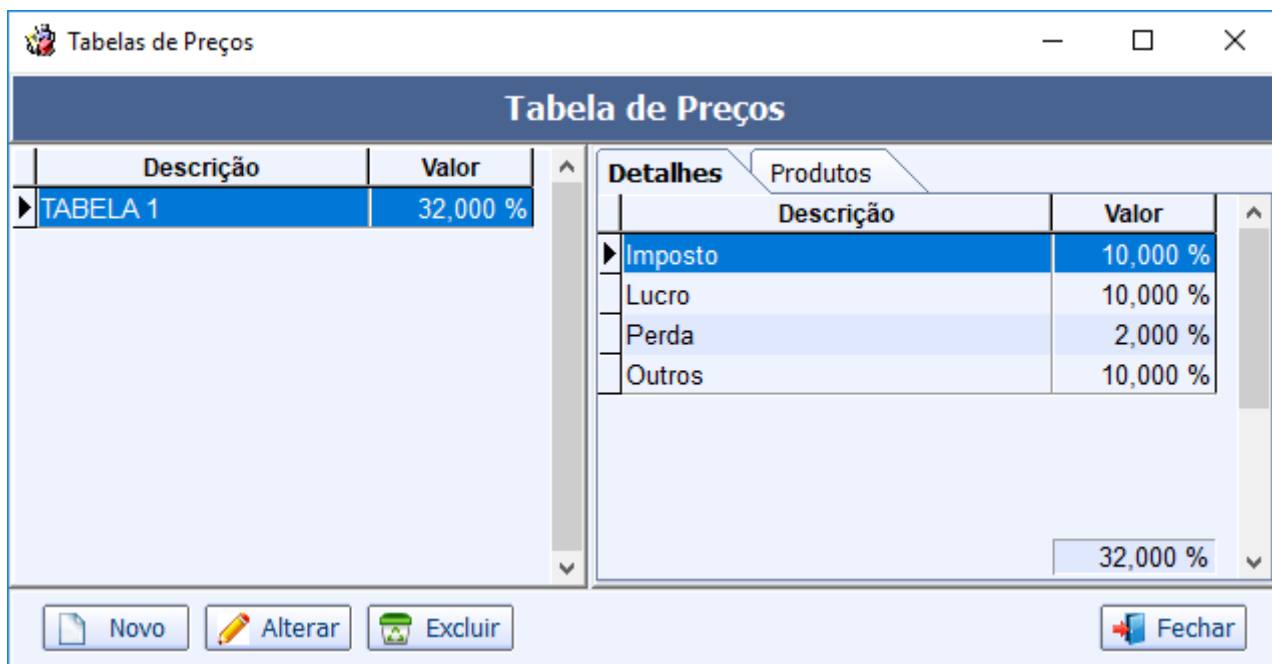 Tabelas de Preços
Tabela de Preços
Descrição Valor
TABELA 1 32,000 %
Detalhes Produtos
Descrição Valor
Imposto 10,000 %
Lucro 10,000 %
Perda 2,000 %
Outros 10,000 %
32,000 %
Novo Alterar Excluir Fechar